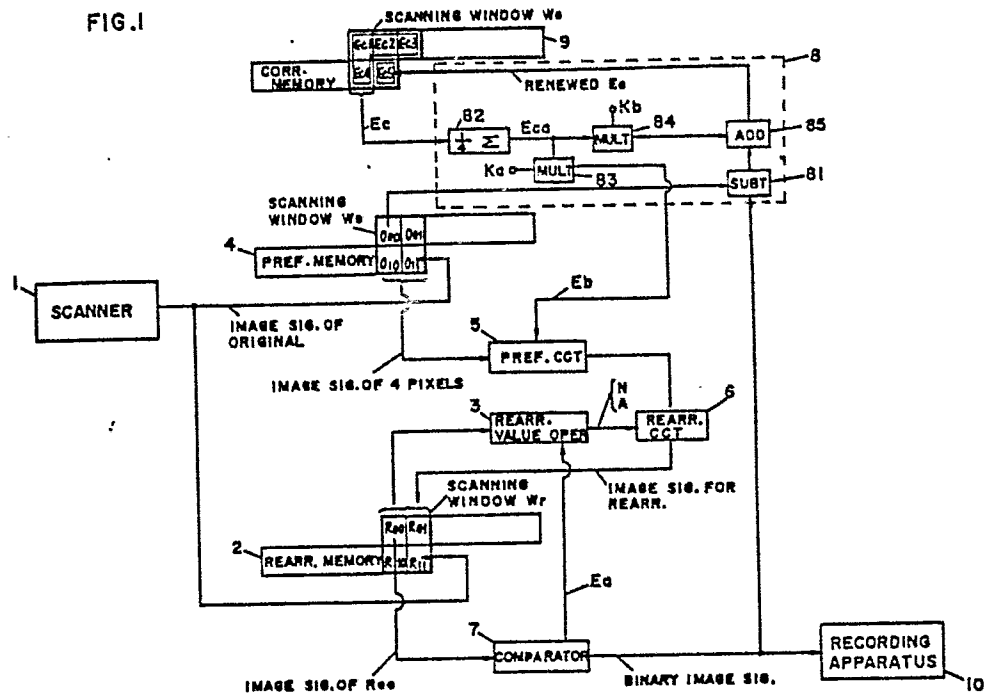 FIG.1
SCANNING WINDOW We
Ec1 Ec2 Ec3
9
CORR. MEMORY
Ec4 Ec5
8
RENEWED Ea
Ec
82
Eca
Kb
84
85
Σ
MULT
ADD
Ka
MULT
83
SUBT
81
SCANNING WINDOW Wo
O00 O01
4
PREF. MEMORY
O10 O11
1
SCANNER
Eb
IMAGE SIG. OF ORIGINAL
5
PREF. CCT
IMAGE SIG. OF 4 PIXELS
3
N
A
6
REARR. VALUE OPER
REARR. CCT
SCANNING WINDOW Wr
IMAGE SIG. FOR REARR.
R00 R01
2
REARR. MEMORY
R10 R11
Ea
7
COMPARATOR
RECORDING APPARATUS
IMAGE SIG. OF R00
BINARY IMAGE SIG.
10